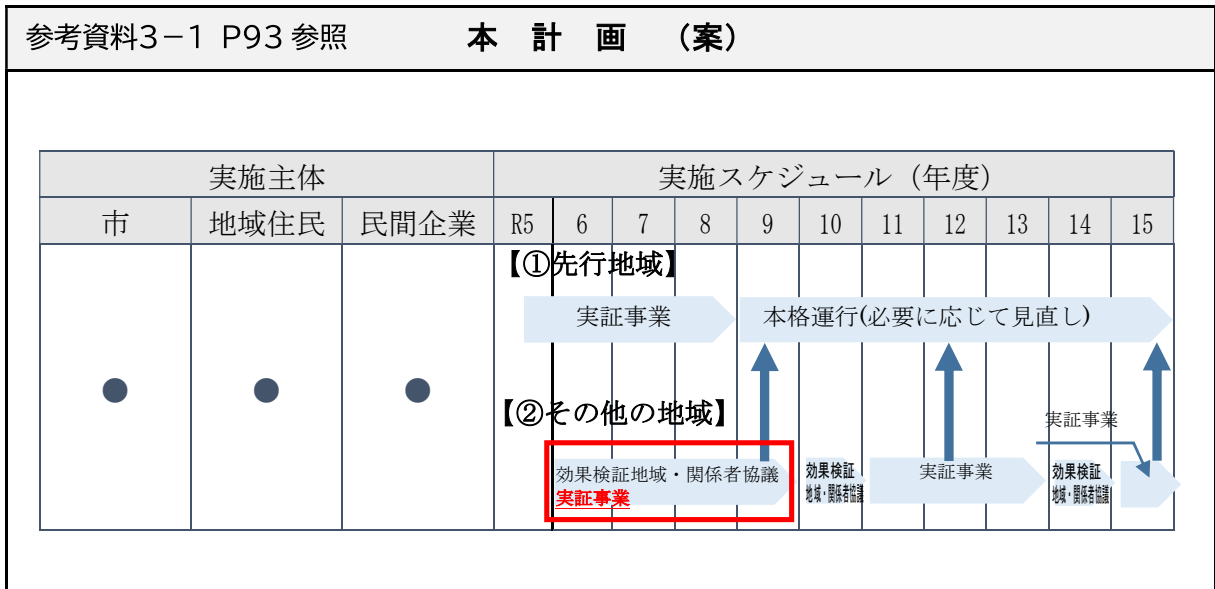 参考資料3-1 P93参照 本 計 画 (案)
実施主体 実施スケジュール(年度)
市 地域住民 民間企業 R5 6 7 8 9 10 11 12 13 14 15
【①先行地域】
実証事業 本格運行(必要に応じて見直し)
【②その他の地域】
実証事業
効果検証地域・関係者協議
実証事業
効果検証
地域・関係者協議
実証事業
効果検証
地域・関係者協議